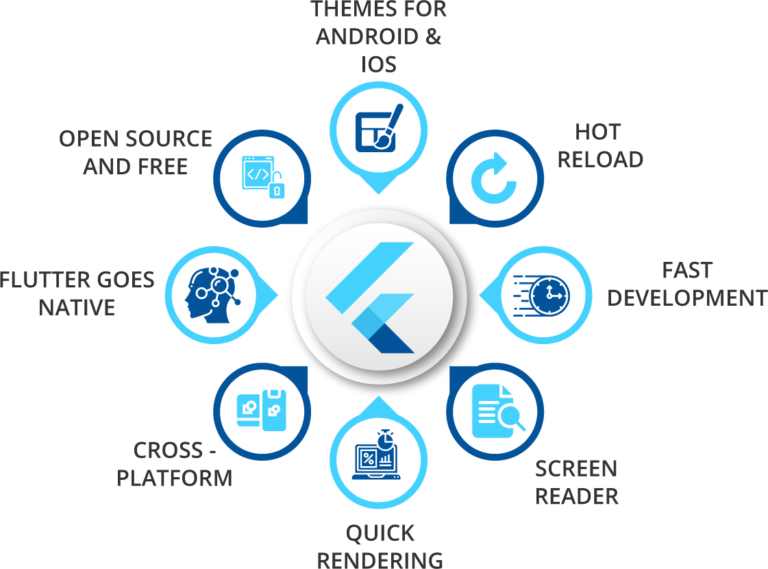 THEMES FOR
ANDROID &
IOS
HOT
RELOAD
FAST
DEVELOPMENT
SCREEN
READER
QUICK
RENDERING
CROSS -
PLATFORM
FLUTTER GOES
NATIVE
OPEN SOURCE
AND FREE